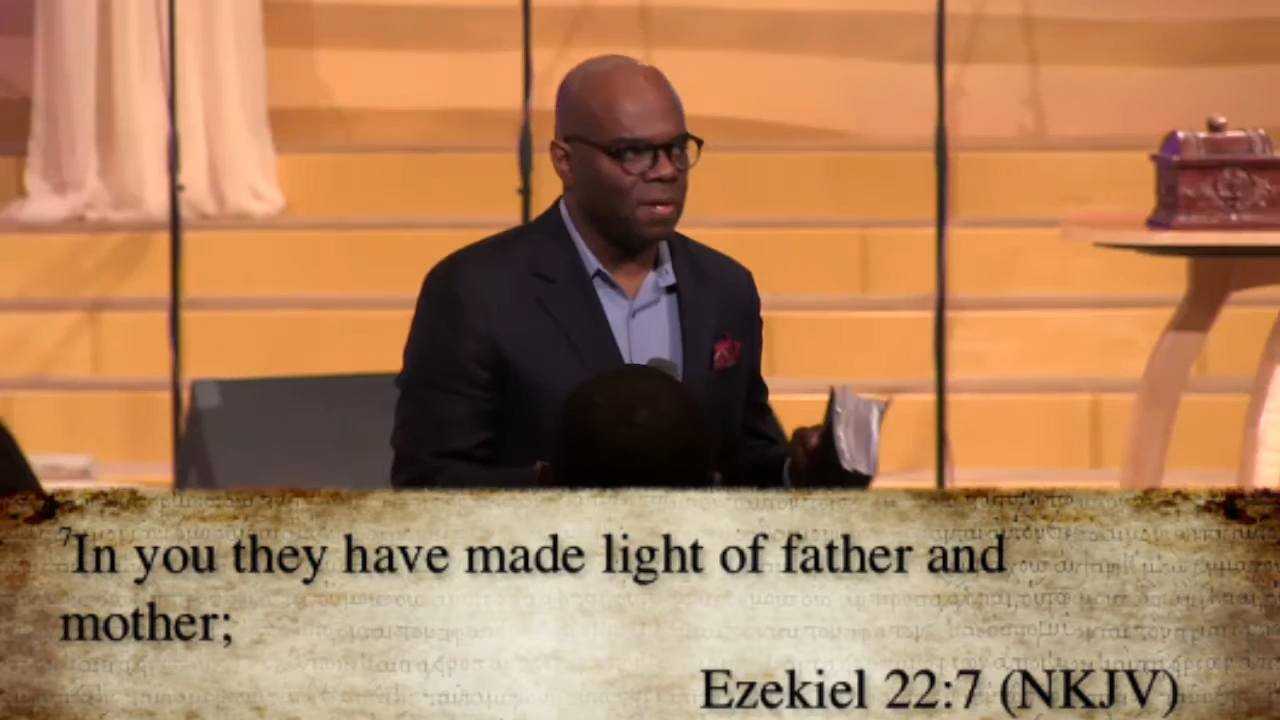 ⁷In you they have made light of father and
mother;
Ezekiel 22:7 (NKJV)